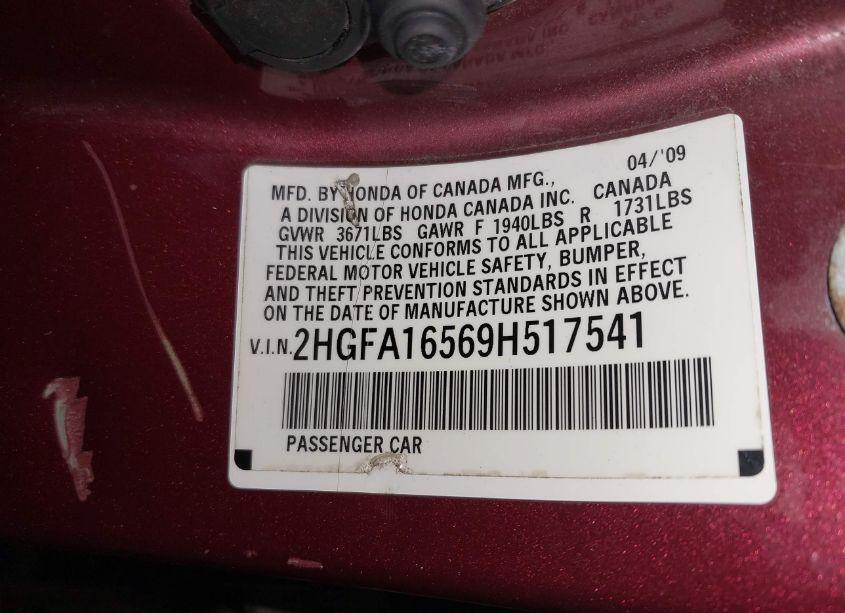 04/'09
MFD. BY HONDA OF CANADA MFG.,
A DIVISION OF HONDA CANADA INC. CANADA
GVWR 3671LBS GAWR F 1940LBS R 1731LBS
THIS VEHICLE CONFORMS TO ALL APPLICABLE
FEDERAL MOTOR VEHICLE SAFETY, BUMPER,
AND THEFT PREVENTION STANDARDS IN EFFECT
ON THE DATE OF MANUFACTURE SHOWN ABOVE.
V.I.N. 2HGFA16569H517541
PASSENGER CAR